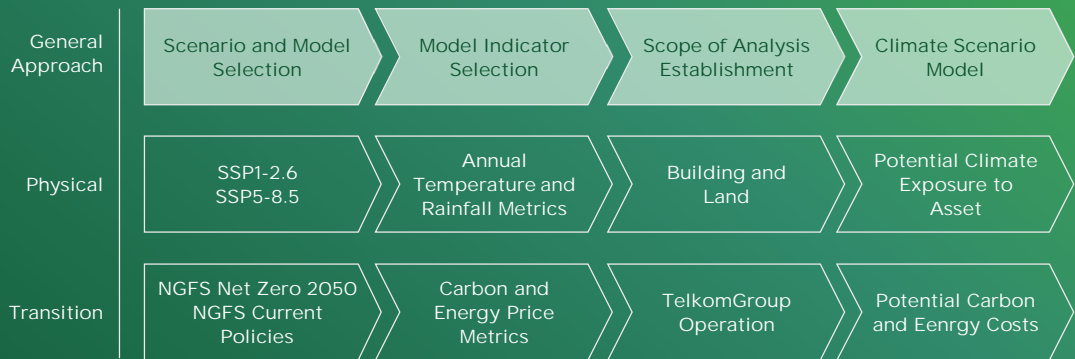 General
Approach
Scenario and Model
Selection
Model Indicator
Selection
Scope of Analysis
Establishment
Climate Scenario
Model
Physical
SSP1-2.6
SSP5-8.5
Annual
Temperature and
Rainfall Metrics
Building and
Land
Potential Climate
Exposure to
Asset
Transition
NGFS Net Zero 2050
NGFS Current
Policies
Carbon and
Energy Price
Metrics
TelkomGroup
Operation
Potential Carbon
and Eenrgy Costs